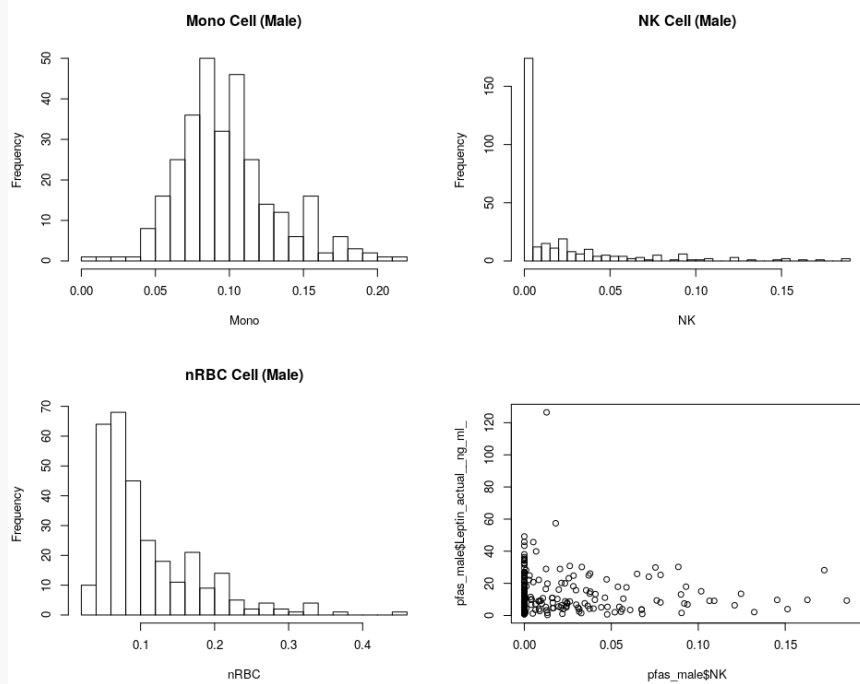 Mono Cell (Male)
Frequency
50
40
30
20
10
0
0.00 0.05 0.10 0.15 0.20
Mono
NK Cell (Male)
Frequency
150
100
50
0
0.00 0.05 0.10 0.15
NK
nRBC Cell (Male)
Frequency
70
60
50
40
30
20
10
0
0.1 0.2 0.3 0.4
nRBC
pfas_male$Leptin_actual__ng_ml_
120
100
80
60
40
20
0
0.00 0.05 0.10 0.15
pfas_male$NK